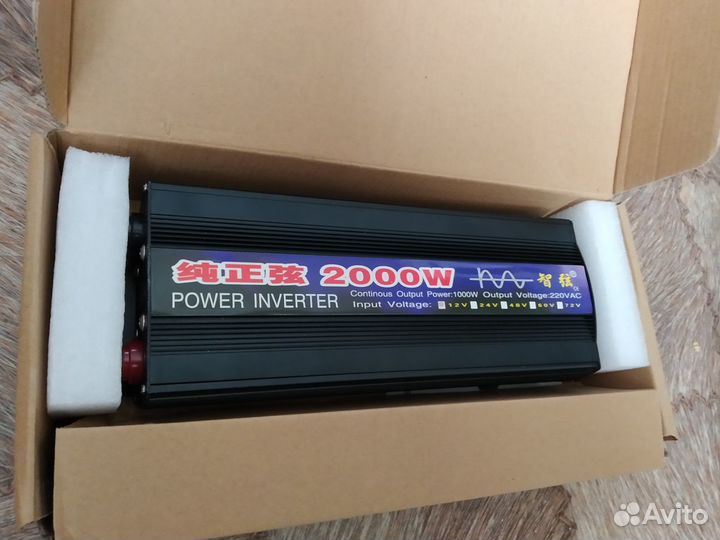 纯正弦 2000W 智弦®
POWER INVERTER
Continous Output Power:1000W Output Voltage:220VAC
Input Voltage: 12V 24V 48V 60V 72V
Avito